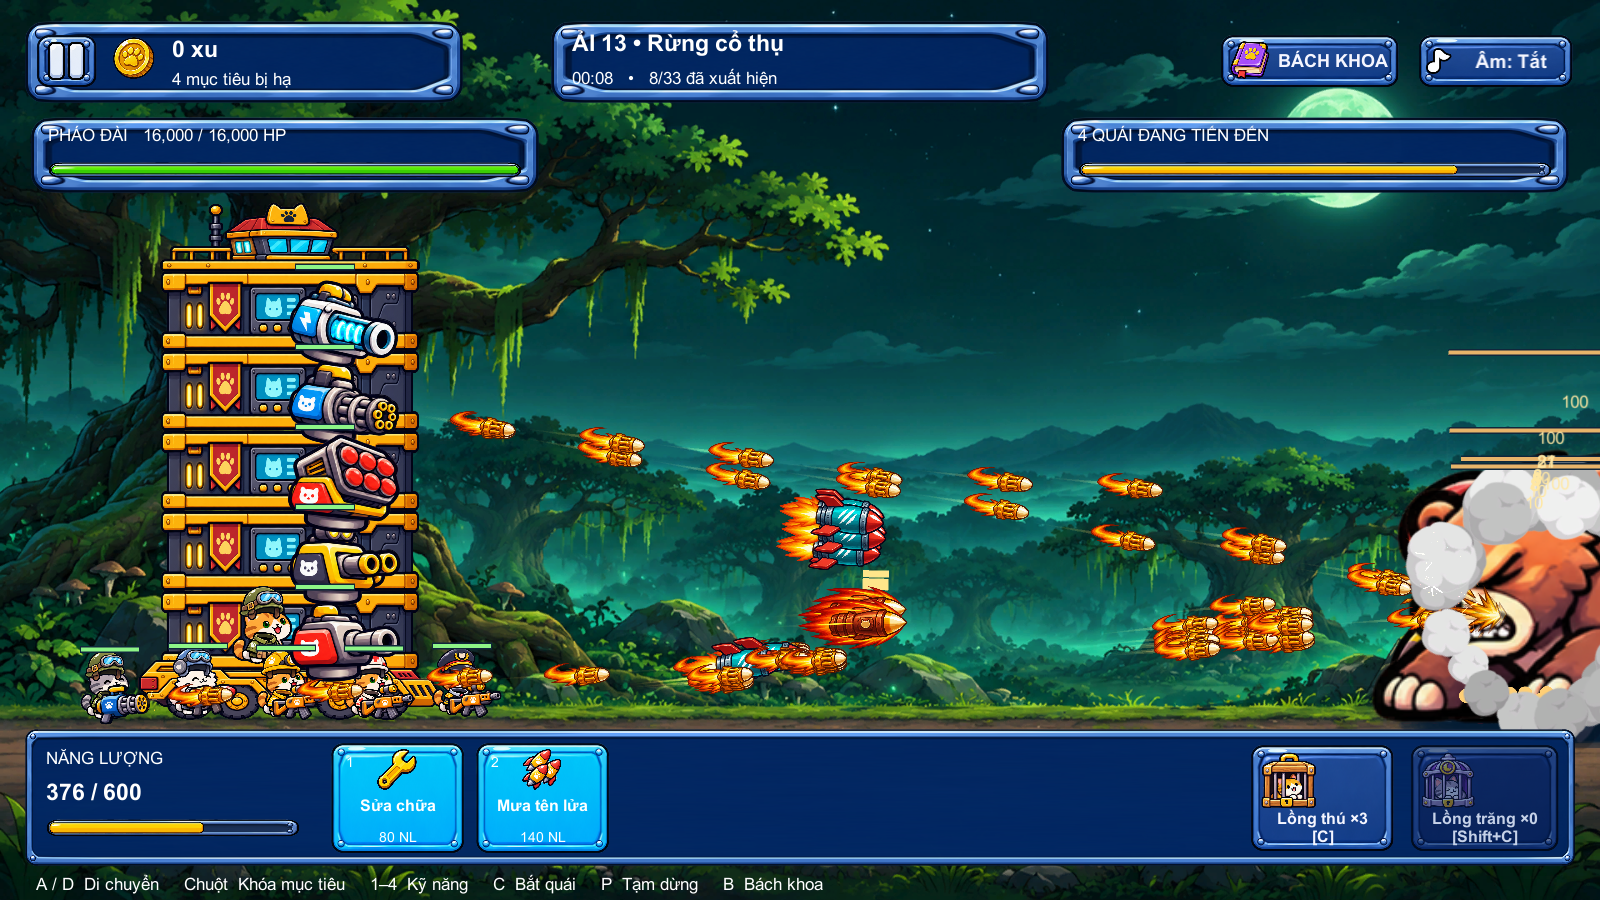 0 xu
4 mục tiêu bị hạ
ẢI 13 • Rừng cổ thụ
00:08 • 8/33 đã xuất hiện
BÁCH KHOA
Âm: Tắt
PHÁO ĐÀI 16,000 / 16,000 HP
4 QUÁI ĐANG TIẾN ĐẾN
100
100
NĂNG LƯỢNG
376 / 600
1
Sửa chữa
80 NL
2
Mưa tên lửa
140 NL
Lồng thú ×3
[C]
Lồng trăng ×0
[Shift+C]
A / D Di chuyển Chuột Khóa mục tiêu 1–4 Kỹ năng C Bắt quái P Tạm dừng B Bách khoa